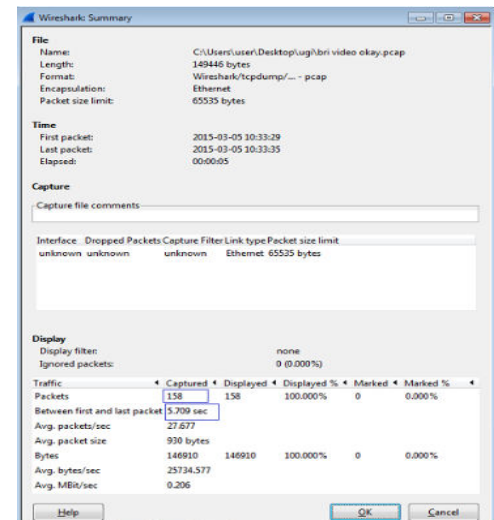 Wireshark: Summary
File
Name: C:\Users\user\Desktop\ugi\bri video okay.pcap
Length: 149446 bytes
Format: Wireshark/tcpdump/... - pcap
Encapsulation: Ethernet
Packet size limit: 65535 bytes
Time
First packet: 2015-03-05 10:33:29
Last packet: 2015-03-05 10:33:35
Elapsed: 00:00:05
Capture
Capture file comments
Interface Dropped Packets Capture Filter Link type Packet size limit
unknown unknown unknown Ethernet 65535 bytes
Display
Display filter: none
Ignored packets: 0 (0.000%)
Traffic Captured Displayed Displayed % Marked Marked %
Packets 158 158 100.000% 0 0.000%
Between first and last packet 5.709 sec
Avg. packets/sec 27.677
Avg. packet size 930 bytes
Bytes 146910 146910 100.000% 0 0.000%
Avg. bytes/sec 25734.577
Avg. MBit/sec 0.206
Help OK Cancel